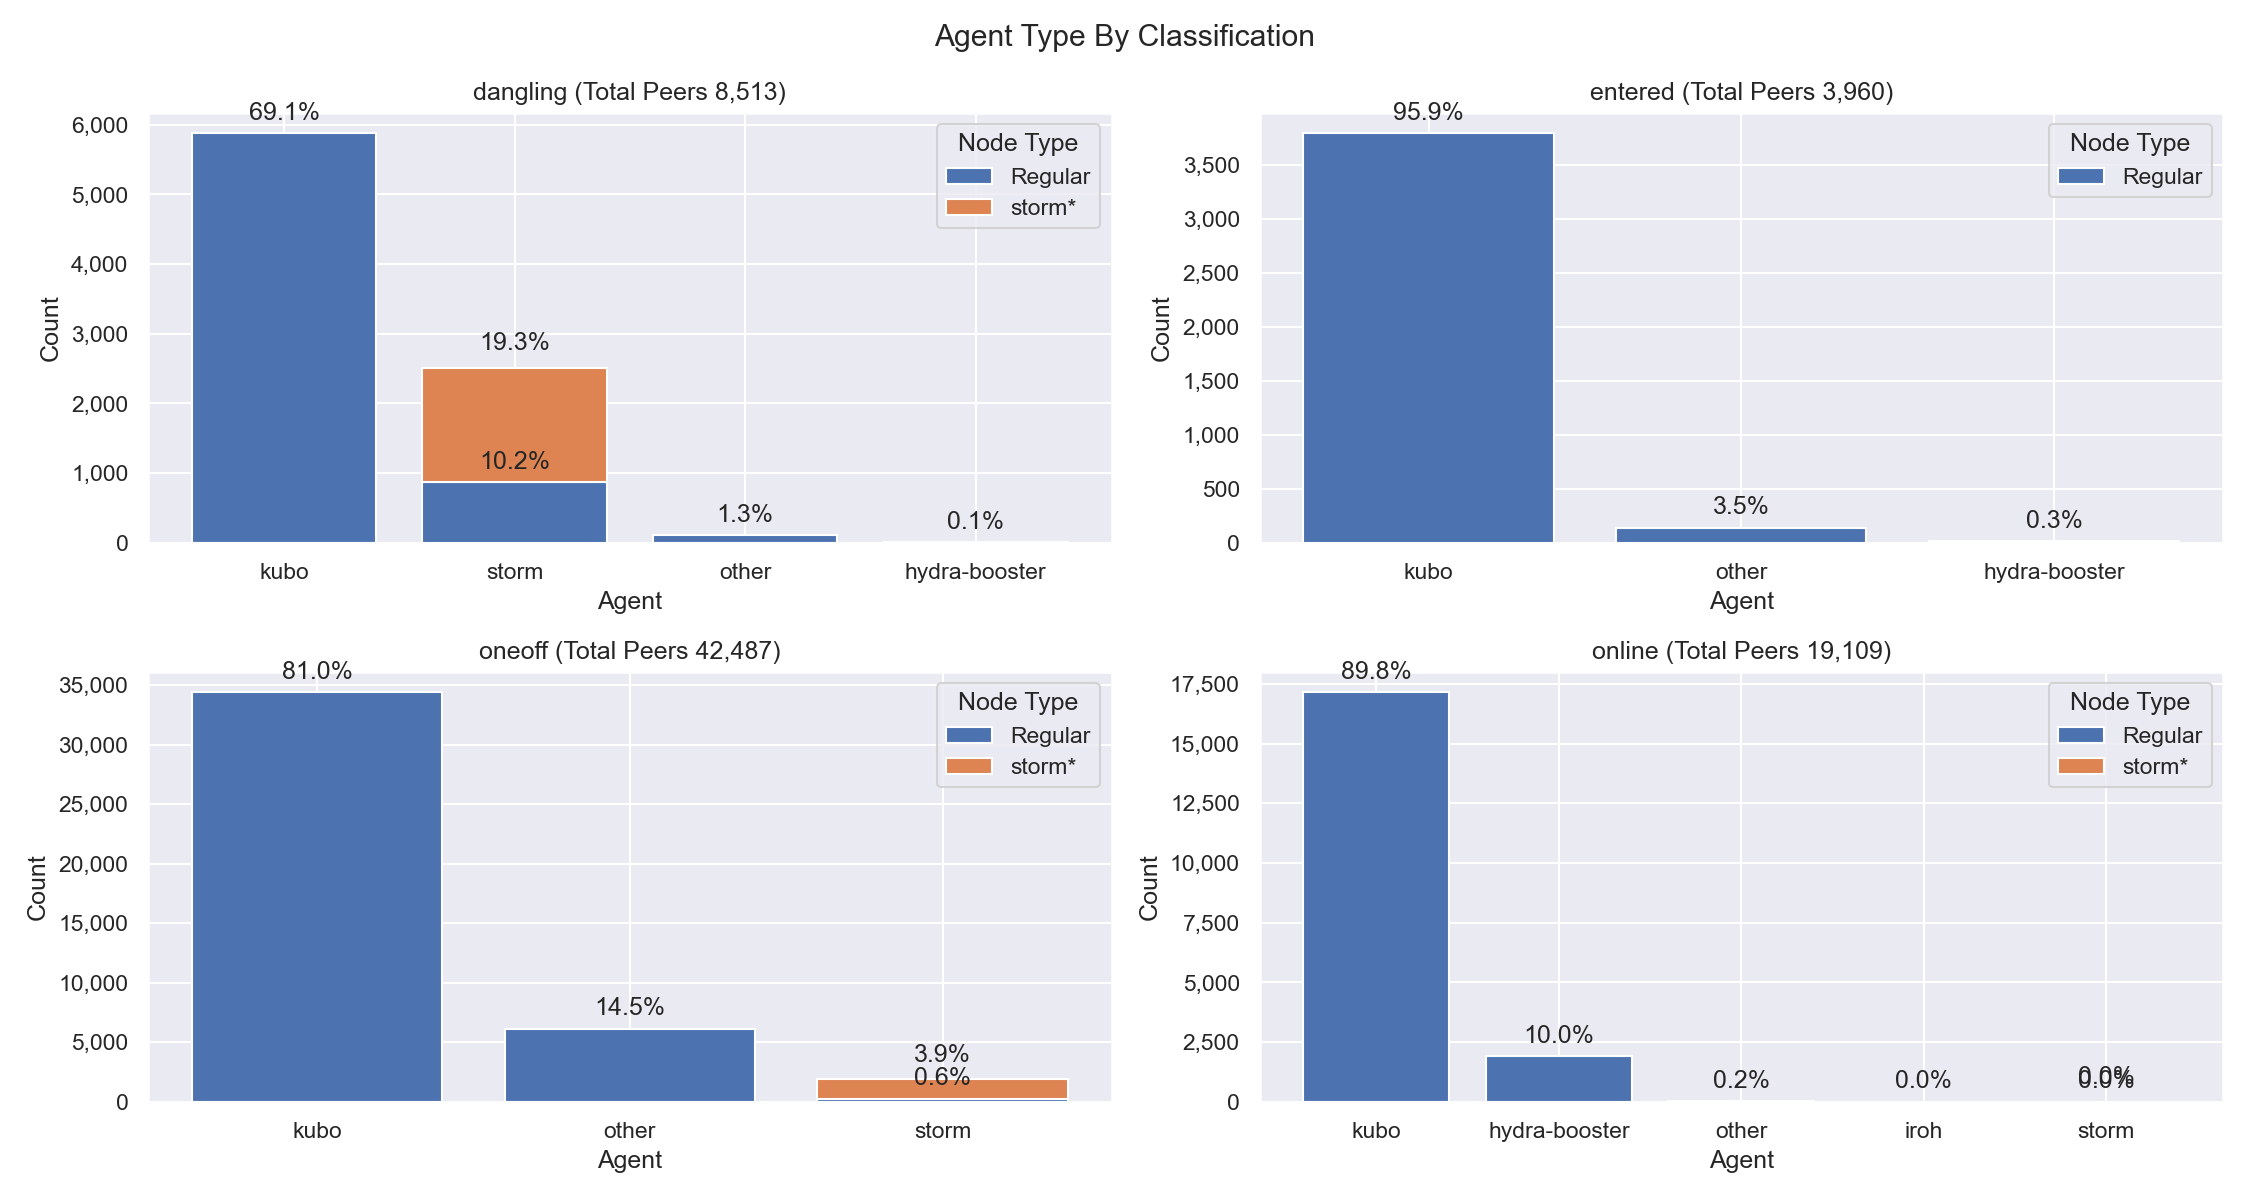 Agent Type By Classification
dangling (Total Peers 8,513)
69.1%
6,000
5,000
4,000
3,000
2,000
1,000
0
Count
19.3%
10.2%
1.3%
0.1%
Node Type
Regular
storm*
kubo
storm
other
hydra-booster
Agent
entered (Total Peers 3,960)
95.9%
3,500
3,000
2,500
2,000
1,500
1,000
500
0
Count
3.5%
0.3%
Node Type
Regular
kubo
other
hydra-booster
Agent
oneoff (Total Peers 42,487)
81.0%
35,000
30,000
25,000
20,000
15,000
10,000
5,000
0
Count
14.5%
3.9%
0.6%
Node Type
Regular
storm*
kubo
other
storm
Agent
online (Total Peers 19,109)
89.8%
17,500
15,000
12,500
10,000
7,500
5,000
2,500
0
Count
10.0%
0.2%
0.0%
0.0%
0.0%
Node Type
Regular
storm*
kubo
hydra-booster
other
iroh
storm
Agent